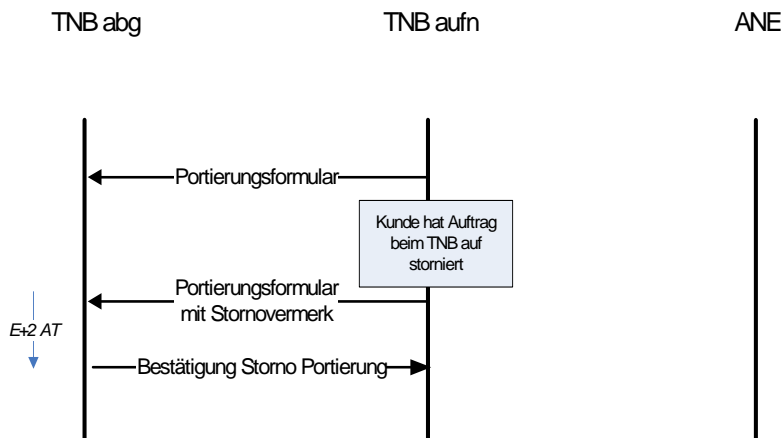 TNB abg
TNB aufn
ANE
Portierungsformular
Kunde hat Auftrag
beim TNB auf
storniert
Portierungsformular
mit Stornovermerk
E+2 AT
Bestätigung Storno Portierung